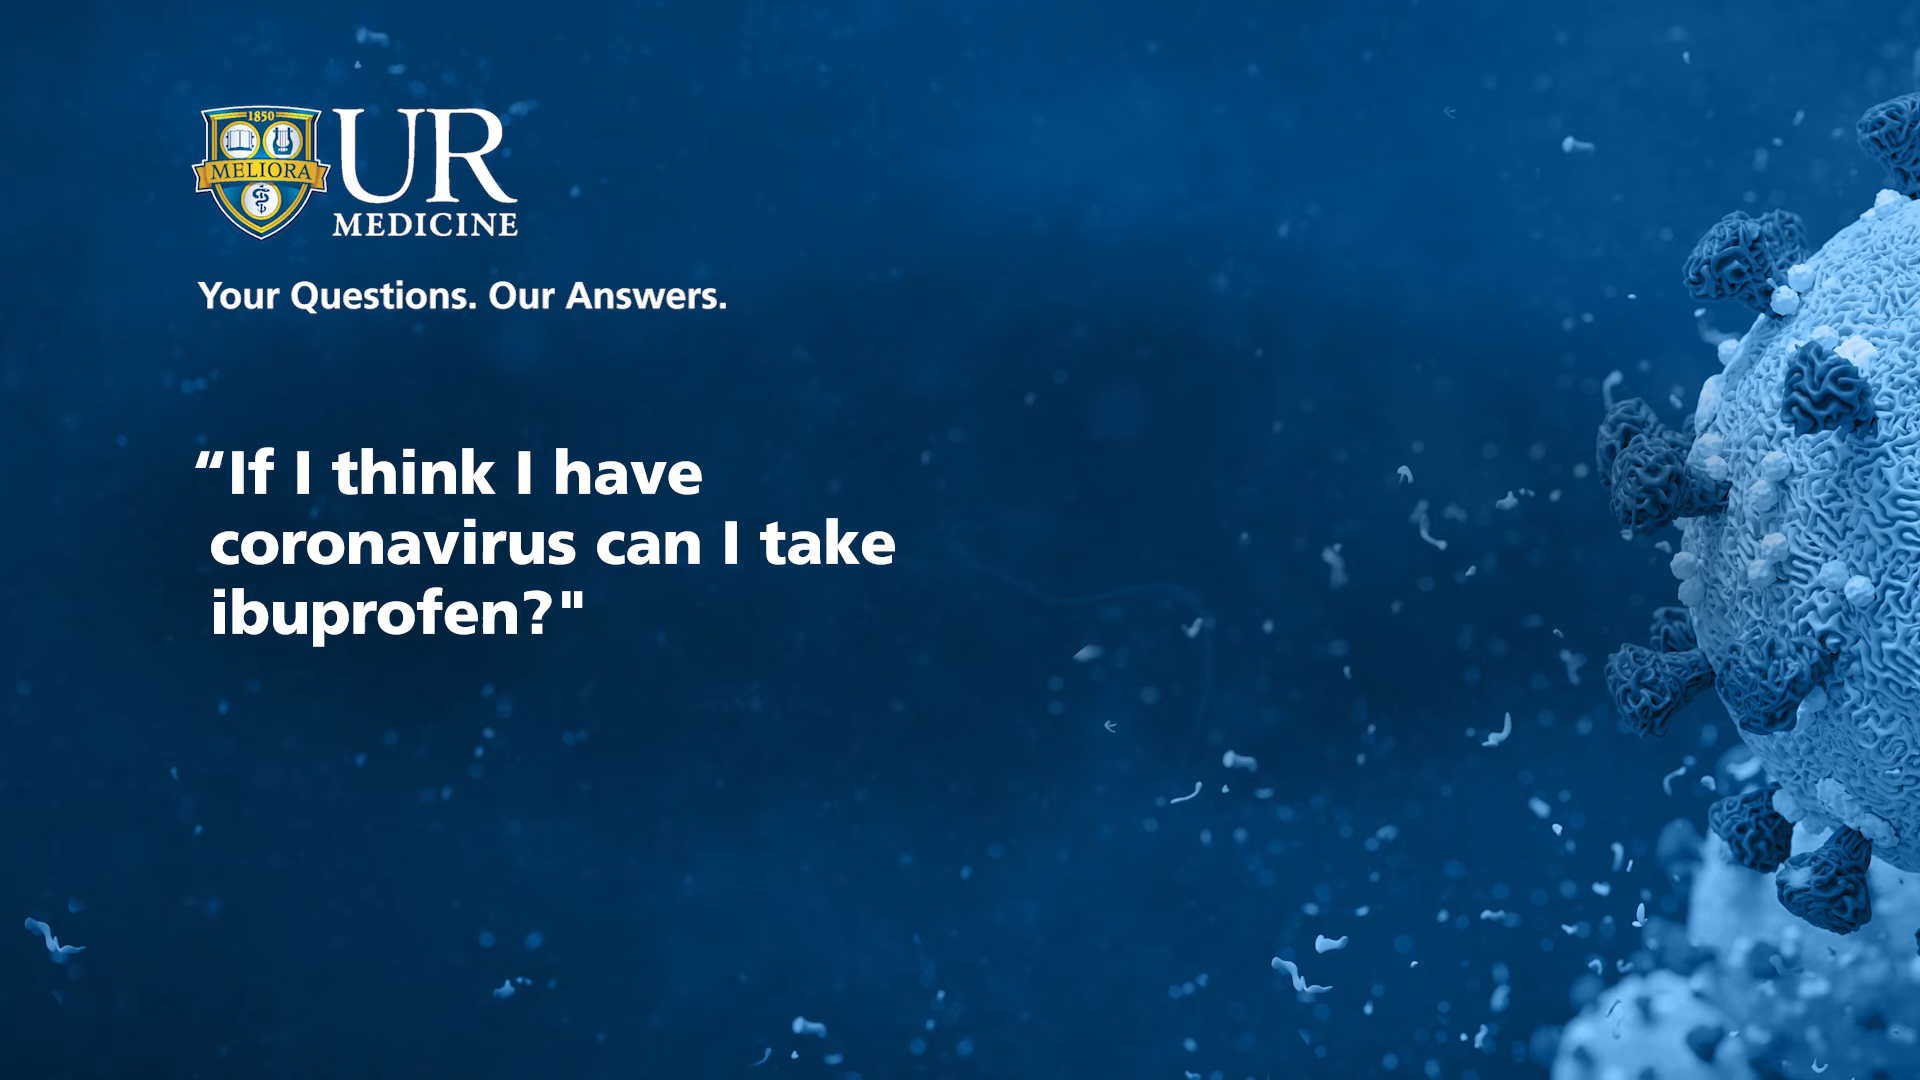 1850
MELIORA
UR
MEDICINE
Your Questions. Our Answers.
“If I think I have
coronavirus can I take
ibuprofen?"